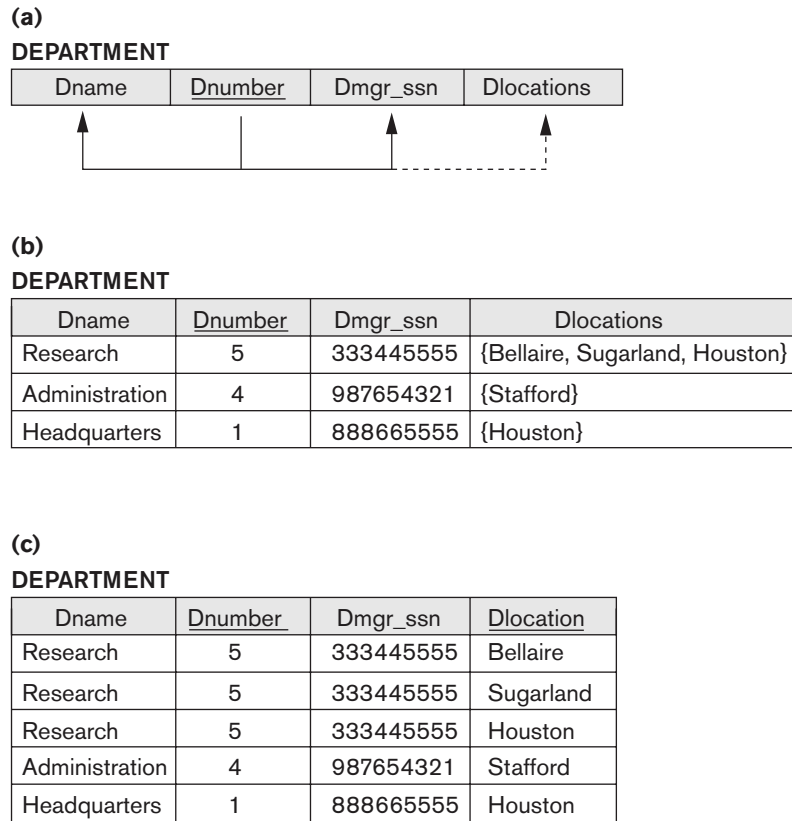 (a)
DEPARTMENT
Dname Dnumber Dmgr_ssn Dlocations
(b)
DEPARTMENT
Dname Dnumber Dmgr_ssn Dlocations
Research 5 333445555 {Bellaire, Sugarland, Houston}
Administration 4 987654321 {Stafford}
Headquarters 1 888665555 {Houston}
(c)
DEPARTMENT
Dname Dnumber Dmgr_ssn Dlocation
Research 5 333445555 Bellaire
Research 5 333445555 Sugarland
Research 5 333445555 Houston
Administration 4 987654321 Stafford
Headquarters 1 888665555 Houston